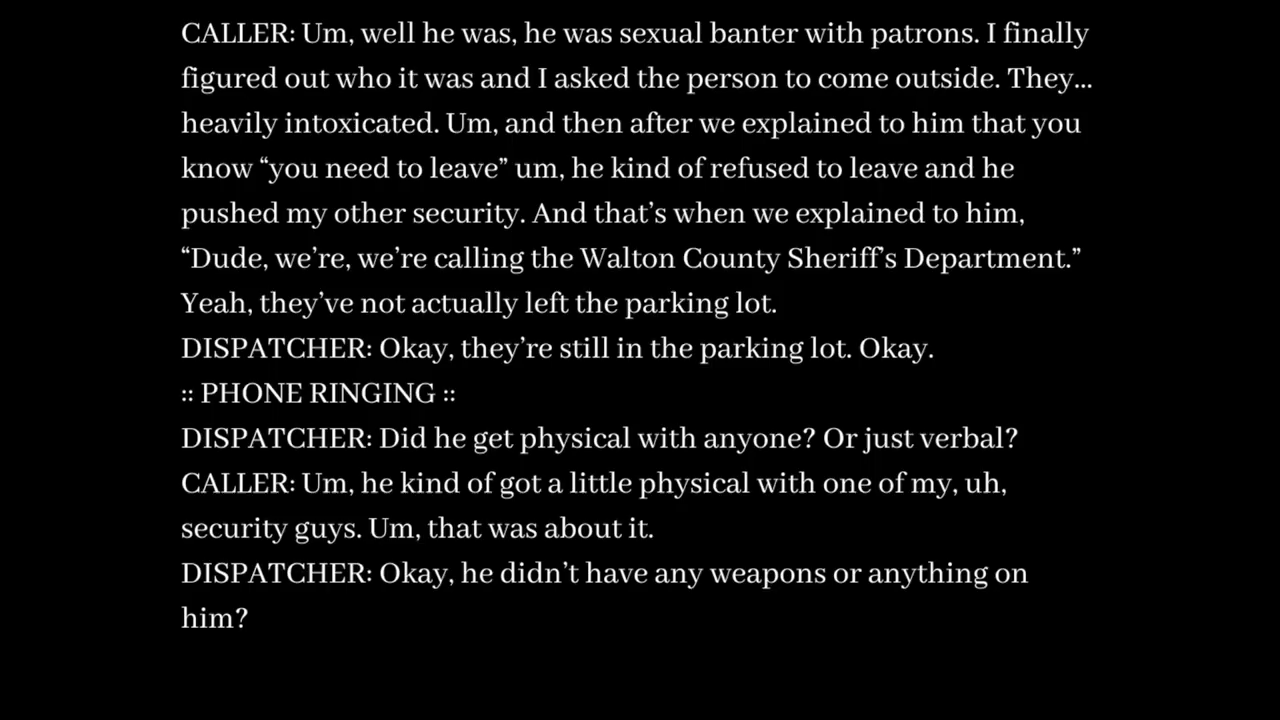 CALLER: Um, well he was, he was sexual banter with patrons. I finally
figured out who it was and I asked the person to come outside. They...
heavily intoxicated. Um, and then after we explained to him that you
know “you need to leave” um, he kind of refused to leave and he
pushed my other security. And that’s when we explained to him,
“Dude, we’re, we’re calling the Walton County Sheriff’s Department.”
Yeah, they’ve not actually left the parking lot.
DISPATCHER: Okay, they’re still in the parking lot. Okay.
:: PHONE RINGING ::
DISPATCHER: Did he get physical with anyone? Or just verbal?
CALLER: Um, he kind of got a little physical with one of my, uh,
security guys. Um, that was about it.
DISPATCHER: Okay, he didn’t have any weapons or anything on
him?